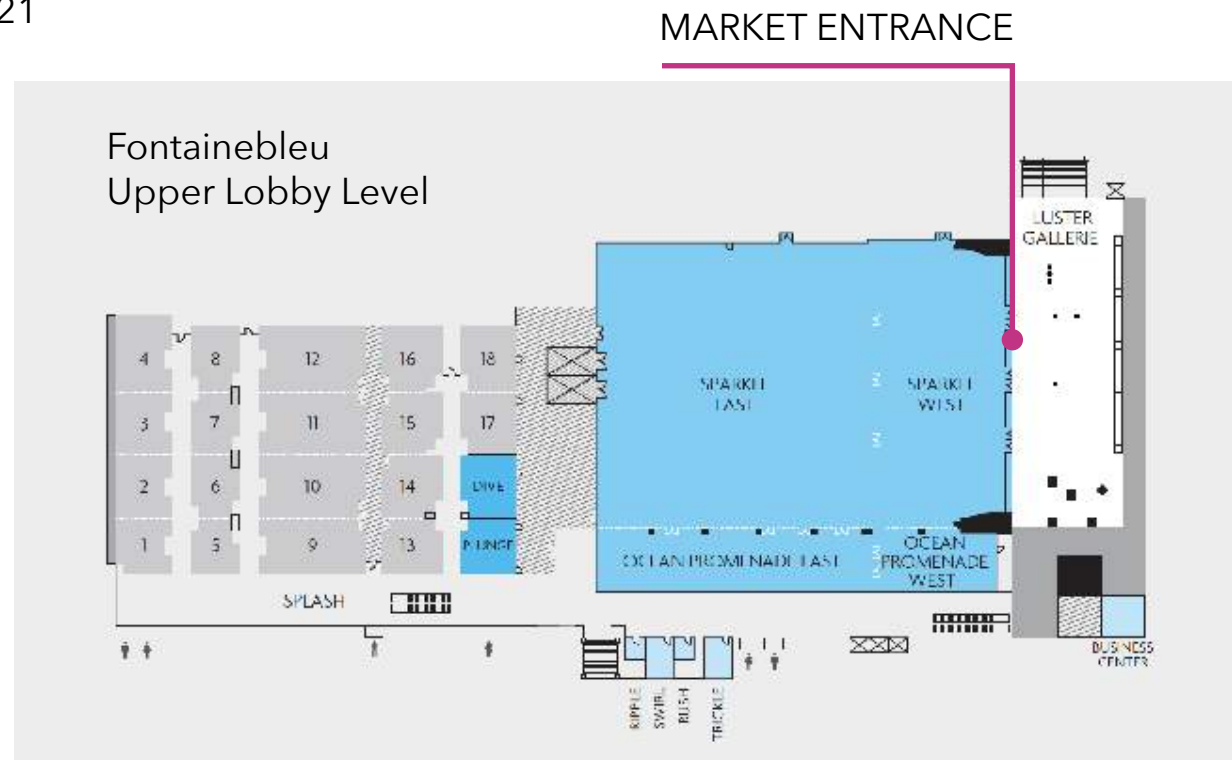 21
MARKET ENTRANCE
Fontainebleu
Upper Lobby Level
LUSTER
GALLERIE
4 8 12 16 18
SPARKLE
EAST
SPARKLE
WEST
3 7 11 15 17
2 6 10 14 DIVE
1 5 9 13 PLUNGE
OCEAN PROMENADE EAST
OCEAN
PROMENADE
WEST
SPLASH
BUSINESS
CENTER
RIPPLE
SWIRL
RUSH
TRICKLE